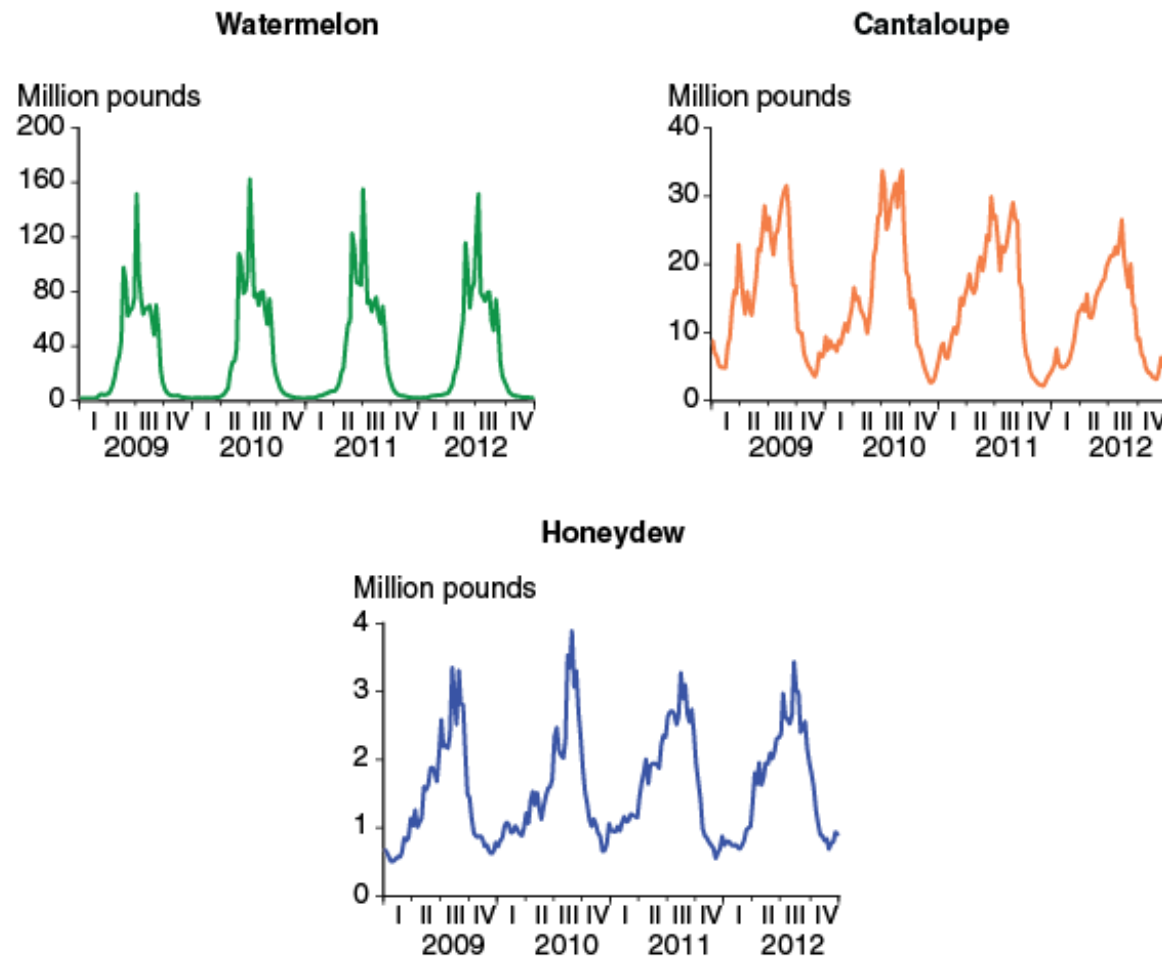 Watermelon
Million pounds
200
160
120
80
40
0
I II III IV I II III IV I II III IV I II III IV
2009 2010 2011 2012
Cantaloupe
Million pounds
40
30
20
10
0
I II III IV I II III IV I II III IV I II III IV
2009 2010 2011 2012
Honeydew
Million pounds
4
3
2
1
0
I II III IV I II III IV I II III IV I II III IV
2009 2010 2011 2012